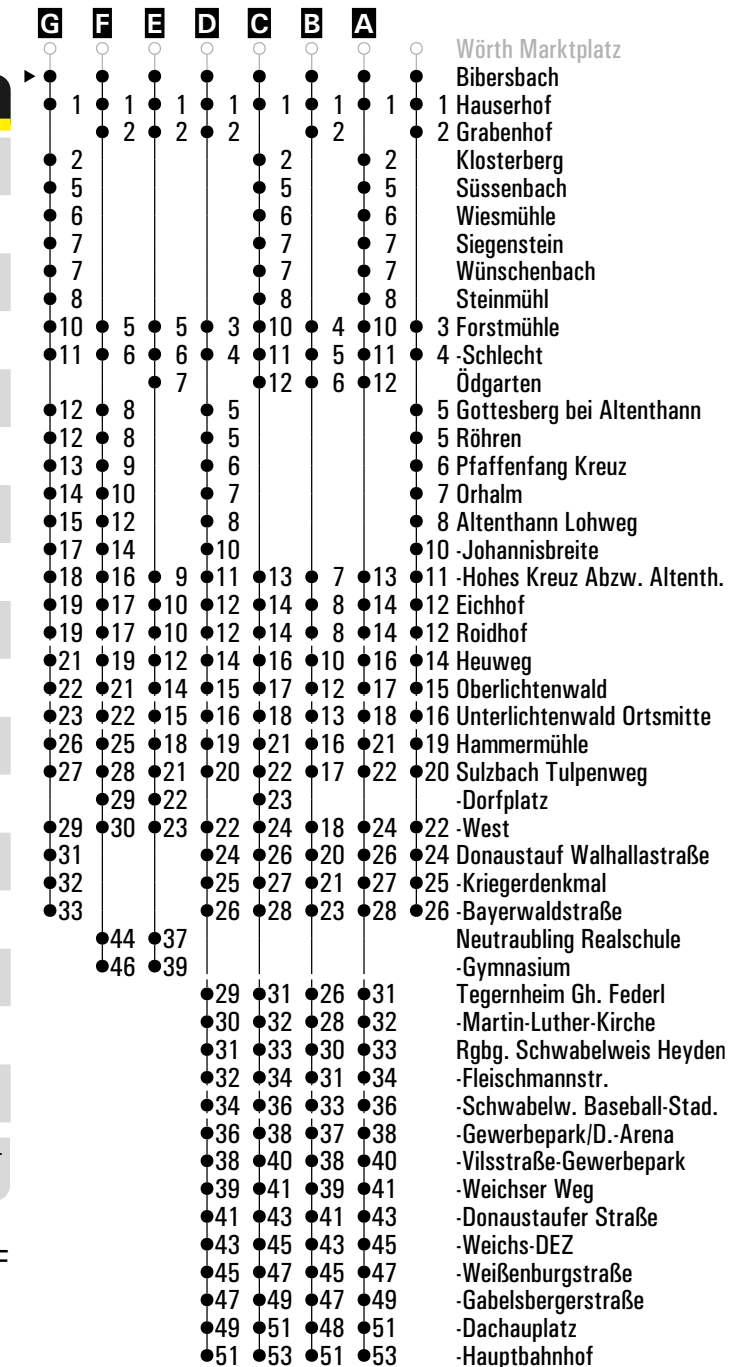 G F E D C B A
Wörth Marktplatz
Bibersbach
1 1 1 1 1 1 1 1 Hauserhof
2 2 2 2 2 Grabenhof
2 2 2 Klosterberg
5 5 5 Süssenbach
6 6 6 Wiesmühle
7 7 7 Siegenstein
7 7 7 Wünschenbach
8 8 8 Steinmühl
10 5 5 3 10 4 10 3 Forstmühle
11 6 6 4 11 5 11 4 -Schlecht
7 12 6 12 Ödgarten
12 8 5 5 Gottesberg bei Altenthann
12 8 5 5 Röhren
13 9 6 6 Pfaffenfang Kreuz
14 10 7 7 Orhalm
15 12 8 8 Altenthann Lohweg
17 14 10 10 -Johannisbreite
18 16 9 11 13 7 13 11 -Hohes Kreuz Abzw. Altenth.
19 17 10 12 14 8 14 12 Eichhof
19 17 10 12 14 8 14 12 Roidhof
21 19 12 14 16 10 16 14 Heuweg
22 21 14 15 17 12 17 15 Oberlichtenwald
23 22 15 16 18 13 18 16 Unterlichtenwald Ortsmitte
26 25 18 19 21 16 21 19 Hammermühle
27 28 21 20 22 17 22 20 Sulzbach Tulpenweg
29 22 23 -Dorfplatz
29 30 23 22 24 18 24 22 -West
31 24 26 20 26 24 Donaustauf Walhallastraße
32 25 27 21 27 25 -Kriegerdenkmal
33 26 28 23 28 26 -Bayerwaldstraße
44 37 Neutraubling Realschule
46 39 -Gymnasium
29 31 26 31 Tegernheim Gh. Federl
30 32 28 32 -Martin-Luther-Kirche
31 33 30 33 Rgbg. Schwabelweis Heyden
32 34 31 34 -Fleischmannstr.
34 36 33 36 -Schwabelw. Baseball-Stad.
36 38 37 38 -Gewerbepark/D.-Arena
38 40 38 40 -Vilsstraße-Gewerbepark
39 41 39 41 -Weichser Weg
41 43 41 43 -Donaustaufer Straße
43 45 43 45 -Weichs-DEZ
45 47 45 47 -Weißenburgstraße
47 49 47 49 -Gabelsbergerstraße
49 51 48 51 -Dachauplatz
51 53 51 53 -Hauptbahnhof